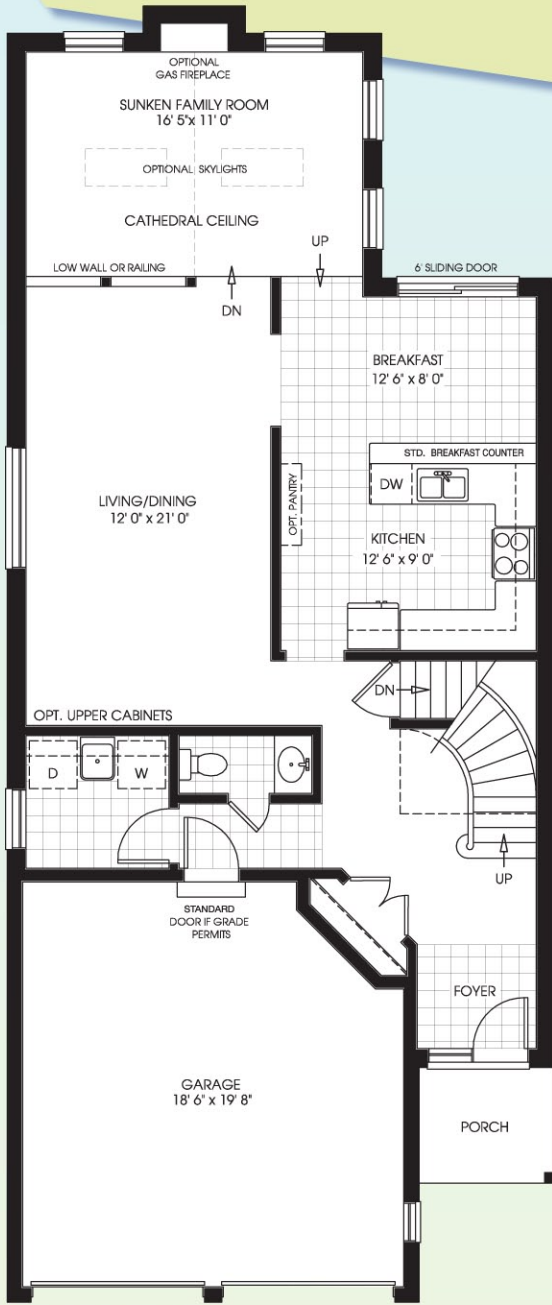 OPTIONAL
GAS FIREPLACE
SUNKEN FAMILY ROOM
16' 5"x 11' 0"
OPTIONAL SKYLIGHTS
CATHEDRAL CEILING
UP
LOW WALL OR RAILING
6' SLIDING DOOR
DN
BREAKFAST
12' 6" x 8' 0"
STD. BREAKFAST COUNTER
DW
OPT. PANTRY
LIVING/DINING
12' 0" x 21' 0"
KITCHEN
12' 6" x 9' 0"
DN
OPT. UPPER CABINETS
D
W
UP
STANDARD
DOOR IF GRADE
PERMITS
FOYER
GARAGE
18' 6" x 19' 8"
PORCH